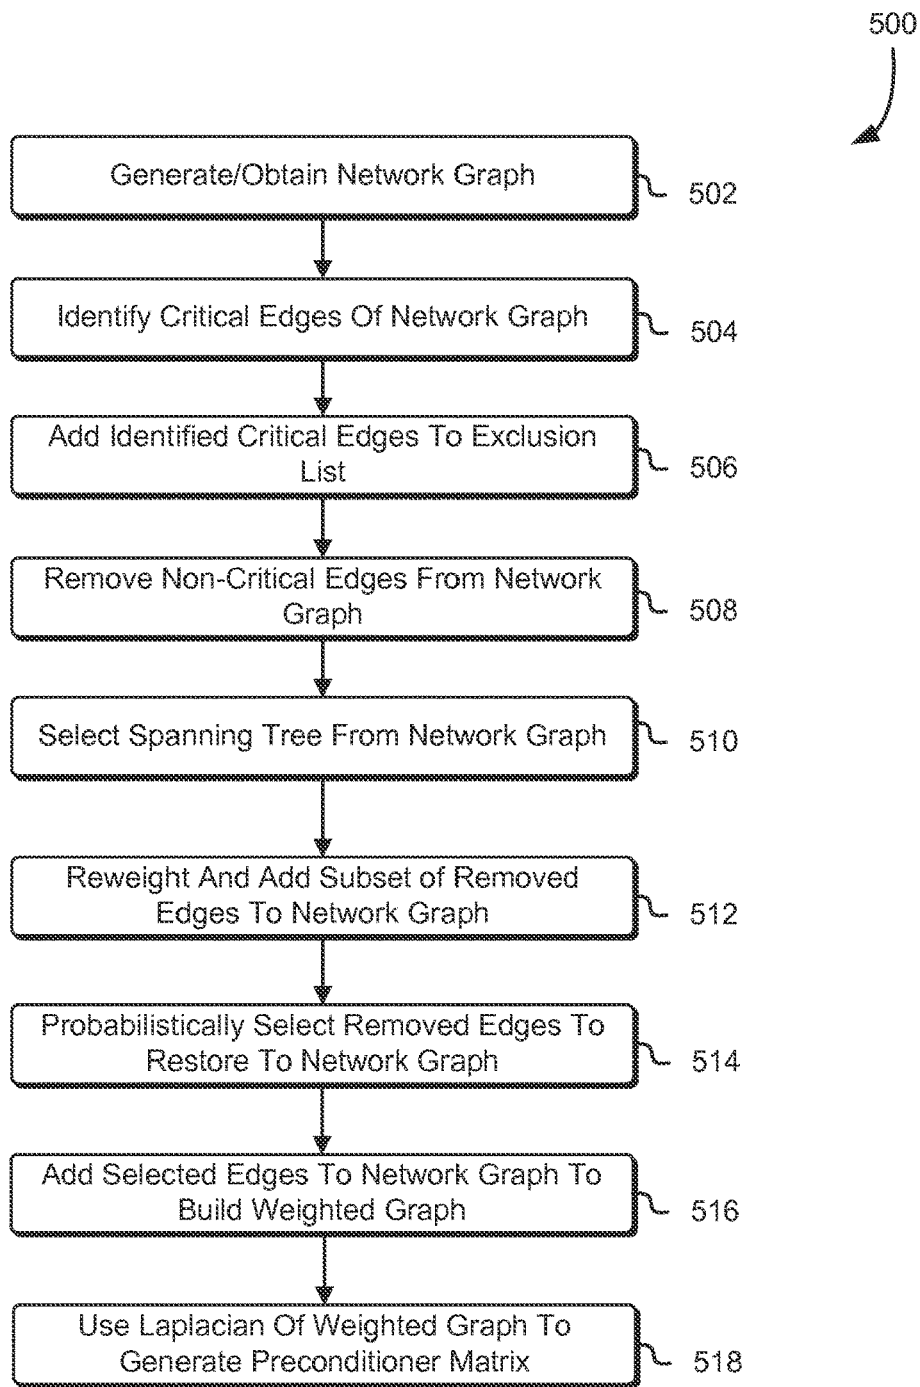 500
Generate/Obtain Network Graph
502
Identify Critical Edges Of Network Graph
504
Add Identified Critical Edges To Exclusion
List
506
Remove Non-Critical Edges From Network
Graph
508
Select Spanning Tree From Network Graph
510
Reweight And Add Subset of Removed
Edges To Network Graph
512
Probabilistically Select Removed Edges To
Restore To Network Graph
514
Add Selected Edges To Network Graph To
Build Weighted Graph
516
Use Laplacian Of Weighted Graph To
Generate Preconditioner Matrix
518